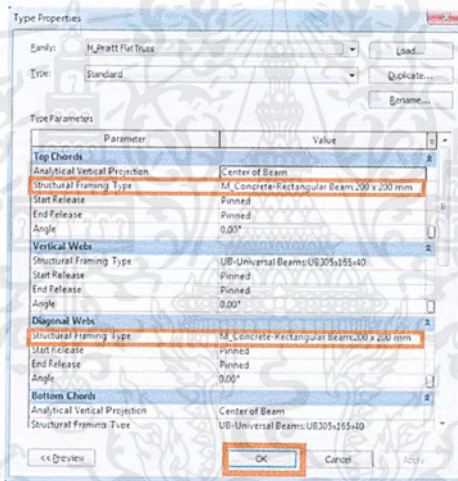 Type Properties
Family: M_Pratt Flat Truss Load...
Type: Standard Duplicate...
Rename...
Type Parameters
Parameter Value =
Top Chords
Analytical Vertical Projection Center of Beam
Structural Framing Type M_Concrete-Rectangular Beam:200 x 200 mm
Start Release Pinned
End Release Pinned
Angle 0.00°
Vertical Webs
Structural Framing Type UB-Universal Beams:UB305x165x40
Start Release Pinned
End Release Pinned
Angle 0.00°
Diagonal Webs
Structural Framing Type M_Concrete-Rectangular Beam:200 x 200 mm
Start Release Pinned
End Release Pinned
Angle 0.00°
Bottom Chords
Analytical Vertical Projection Center of Beam
Structural Framing Type UB-Universal Beams:UB305x165x40
<< Preview OK Cancel Apply